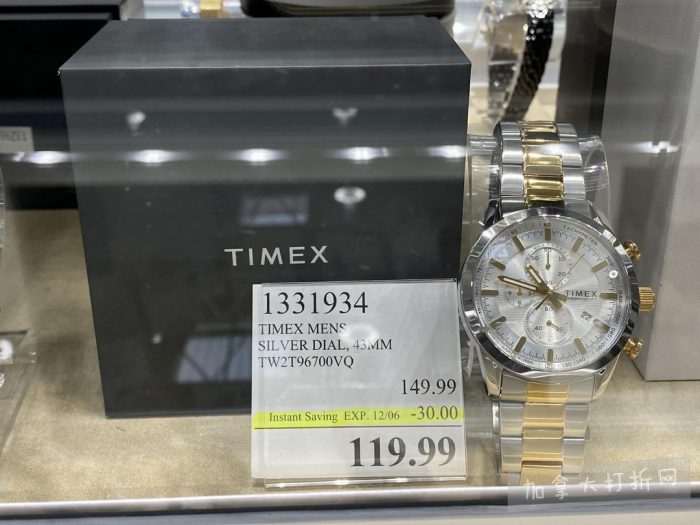 TIMEX
1331934
TIMEX MENS
SILVER DIAL, 43MM
TW2T96700VQ
149.99
Instant Saving EXP. 12/06 -30.00
119.99
TIMEX
加拿大打折网